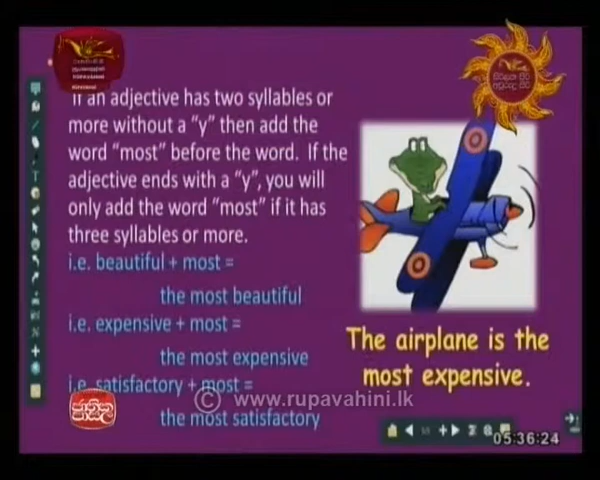 If an adjective has two syllables or
more without a "y" then add the
word "most" before the word. If the
adjective ends with a "y", you will
only add the word "most" if it has
three syllables or more.
i.e. beautiful + most =
the most beautiful
i.e. expensive + most =
the most expensive
i.e. satisfactory + most =
the most satisfactory
The airplane is the
most expensive.
© www.rupavahini.lk
05:36:24